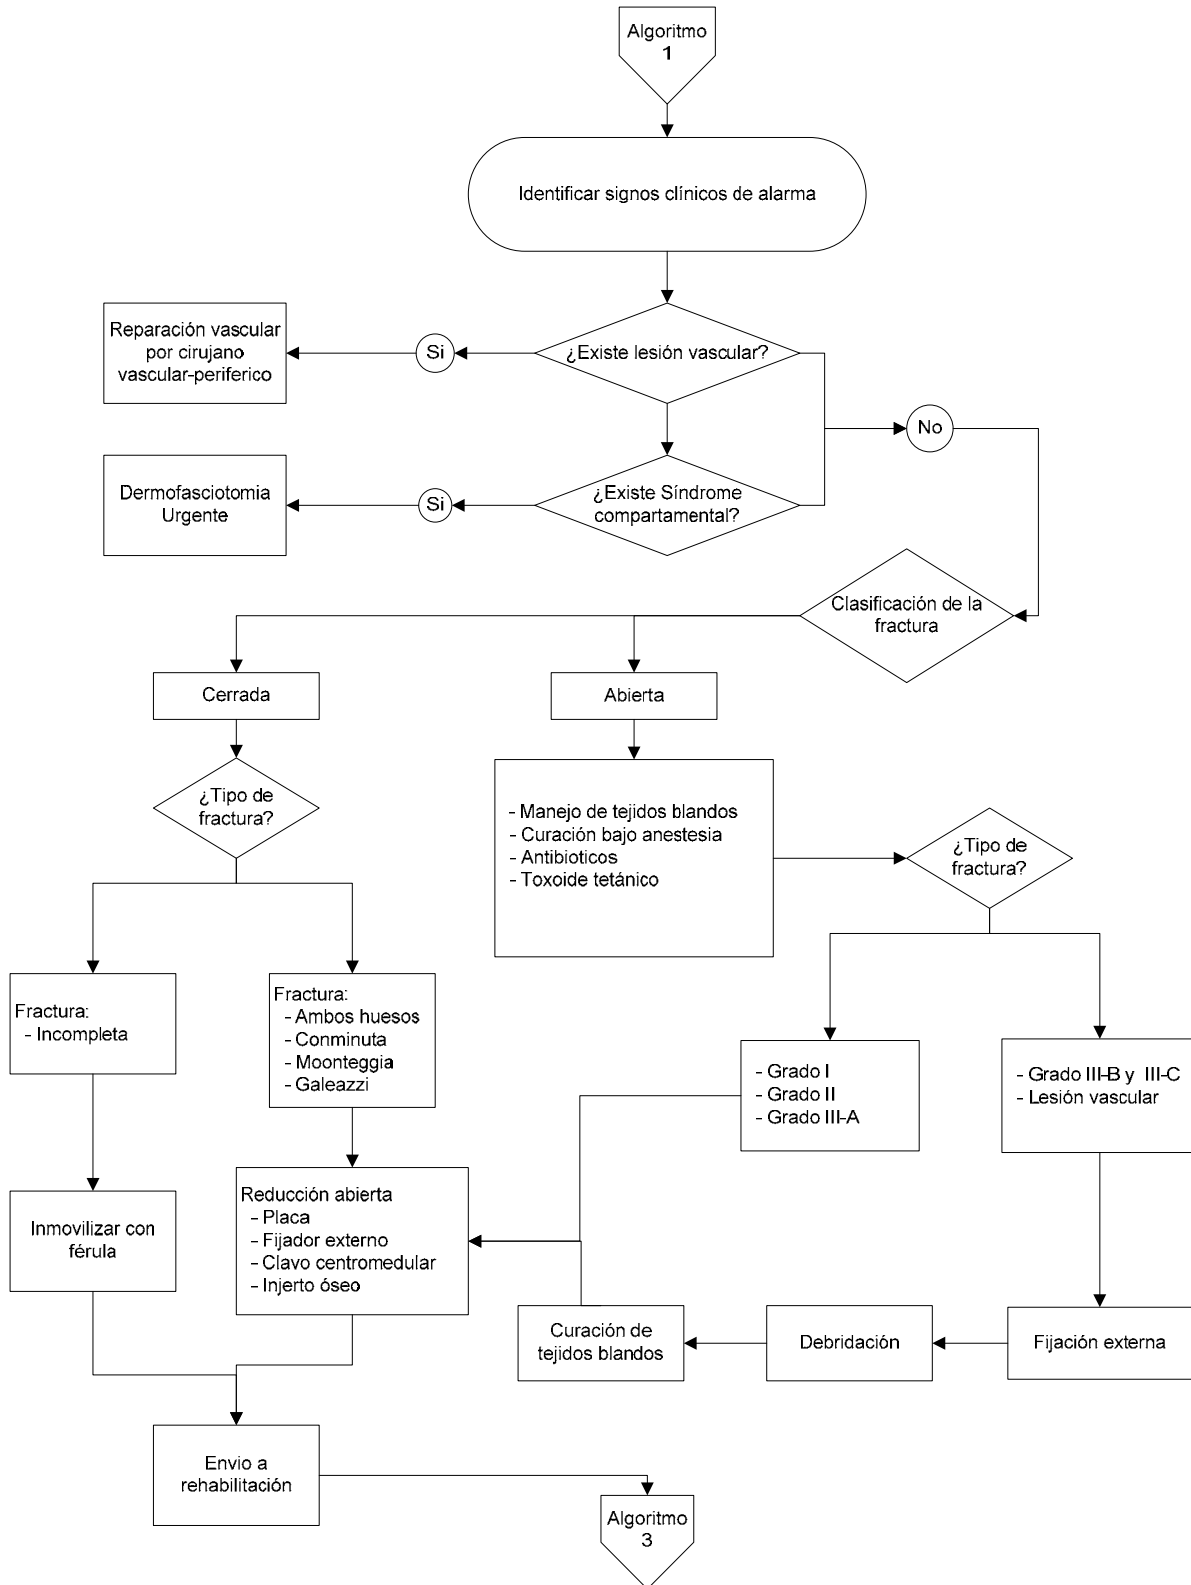 Algoritmo
1
Identificar signos clínicos de alarma
Reparación vascular
por cirujano
vascular-periferico
Si
¿Existe lesión vascular?
No
Dermofasciotomia
Urgente
Si
¿Existe Síndrome
compartamental?
Clasificación de la
fractura
Cerrada
Abierta
¿Tipo de
fractura?
- Manejo de tejidos blandos
- Curación bajo anestesia
- Antibioticos
- Toxoide tetánico
¿Tipo de
fractura?
Fractura:
- Incompleta
Fractura:
- Ambos huesos
- Conminuta
- Moonteggia
- Galeazzi
- Grado I
- Grado II
- Grado III-A
- Grado III-B y III-C
- Lesión vascular
Inmovilizar con
férula
Reducción abierta
- Placa
- Fijador externo
- Clavo centromedular
- Injerto óseo
Curación de
tejidos blandos
Debridación
Fijación externa
Envio a
rehabilitación
Algoritmo
3